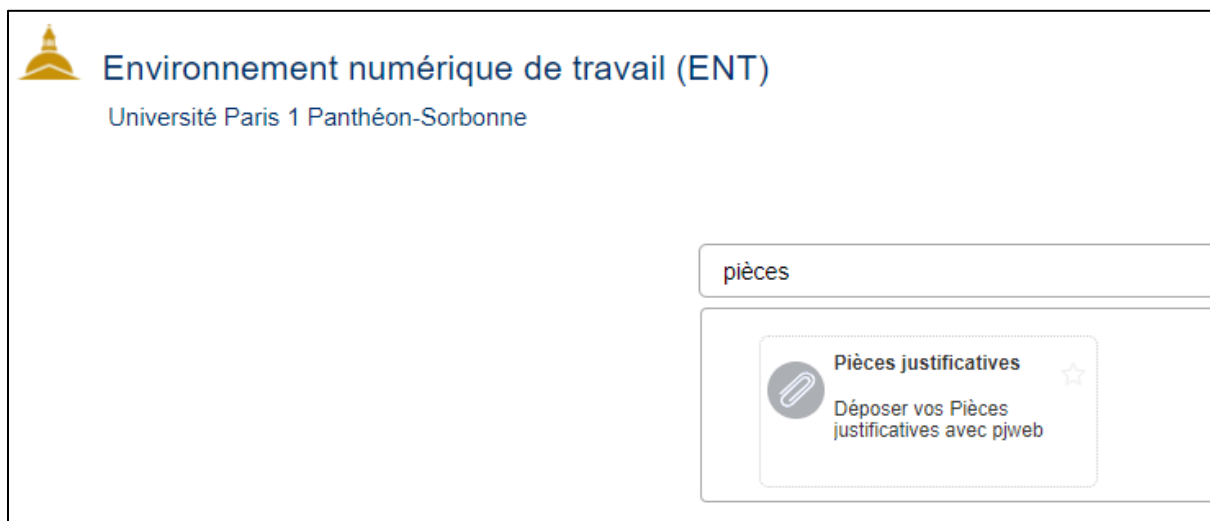 Environnement numérique de travail (ENT)
Université Paris 1 Panthéon-Sorbonne
pièces
Pièces justificatives
Déposer vos Pièces
justificatives avec pjweb